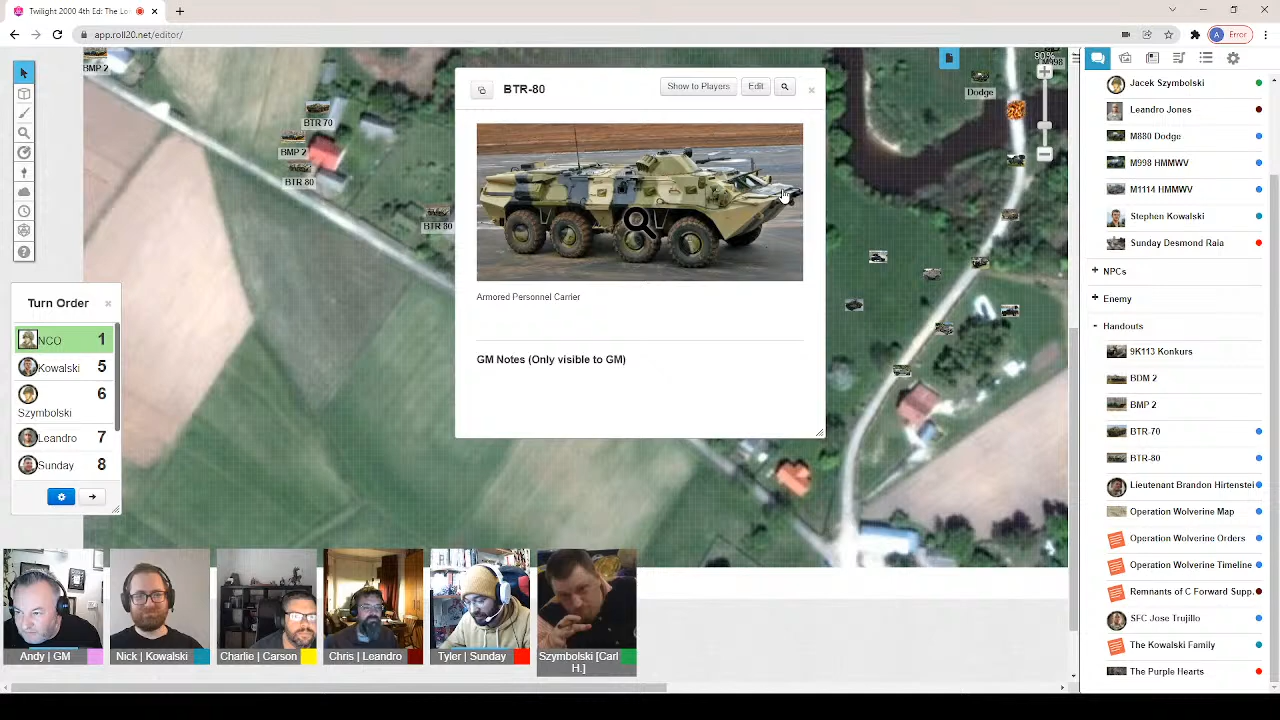 Twilight 2000 4th Ed: The Lo
app.roll20.net/editor/
A
Error
BMP 2
BTR 70
BMP 2
BTR 80
BTR 80
BTR-80
Show to Players
Edit
Armored Personnel Carrier
GM Notes (Only visible to GM)
Dodge
90%
M998
Turn Order
NCO 1
Kowalski 5
6
Szymbolski
Leandro 7
Sunday 8
Andy | GM
Nick | Kowalski
Charlie | Carson
Chris | Leandro
Tyler | Sunday
Szymbolski [Carl
H.]
Jacek Szymbolski
Leandro Jones
M880 Dodge
M998 HMMWV
M1114 HMMWV
Stephen Kowalski
Sunday Desmond Raia
NPCs
Enemy
Handouts
9K113 Konkurs
BDM 2
BMP 2
BTR-70
BTR-80
Lieutenant Brandon Hirtenstei
Operation Wolverine Map
Operation Wolverine Orders
Operation Wolverine Timeline
Remnants of C Forward Supp.
SFC Jose Trujillo
The Kowalski Family
The Purple Hearts